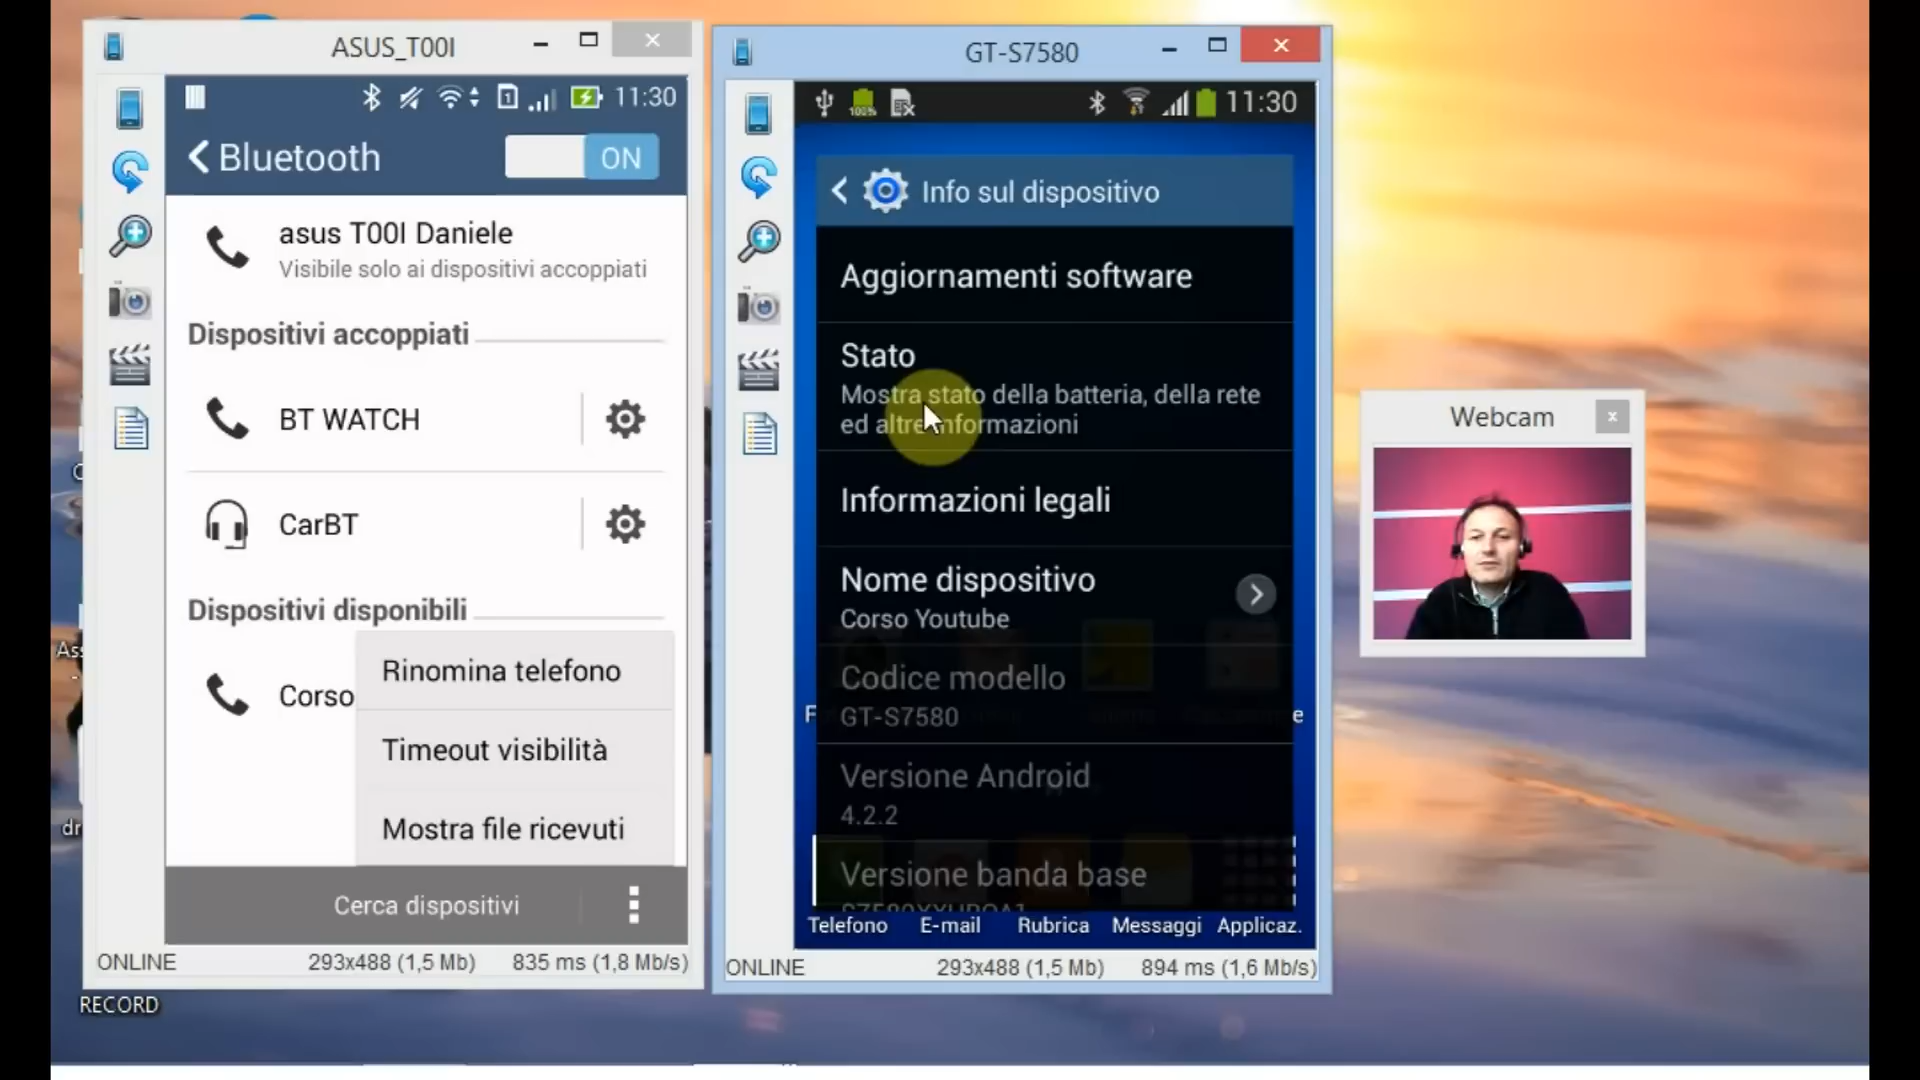 ASUS_T00I
11:30
Bluetooth
ON
asus T00I Daniele
Visibile solo ai dispositivi accoppiati
Dispositivi accoppiati
BT WATCH
CarBT
Dispositivi disponibili
Corso
Rinomina telefono
Timeout visibilità
Mostra file ricevuti
Cerca dispositivi
ONLINE
293x488 (1,5 Mb)
835 ms (1,8 Mb/s)
RECORD
GT-S7580
100%
11:30
Info sul dispositivo
Aggiornamenti software
Stato
Mostra stato della batteria, della rete
ed altre informazioni
Informazioni legali
Nome dispositivo
Corso Youtube
Codice modello
GT-S7580
Versione Android
4.2.2
Versione banda base
Telefono
E-mail
Rubrica
Messaggi
Applicaz.
ONLINE
293x488 (1,5 Mb)
894 ms (1,6 Mb/s)
Webcam